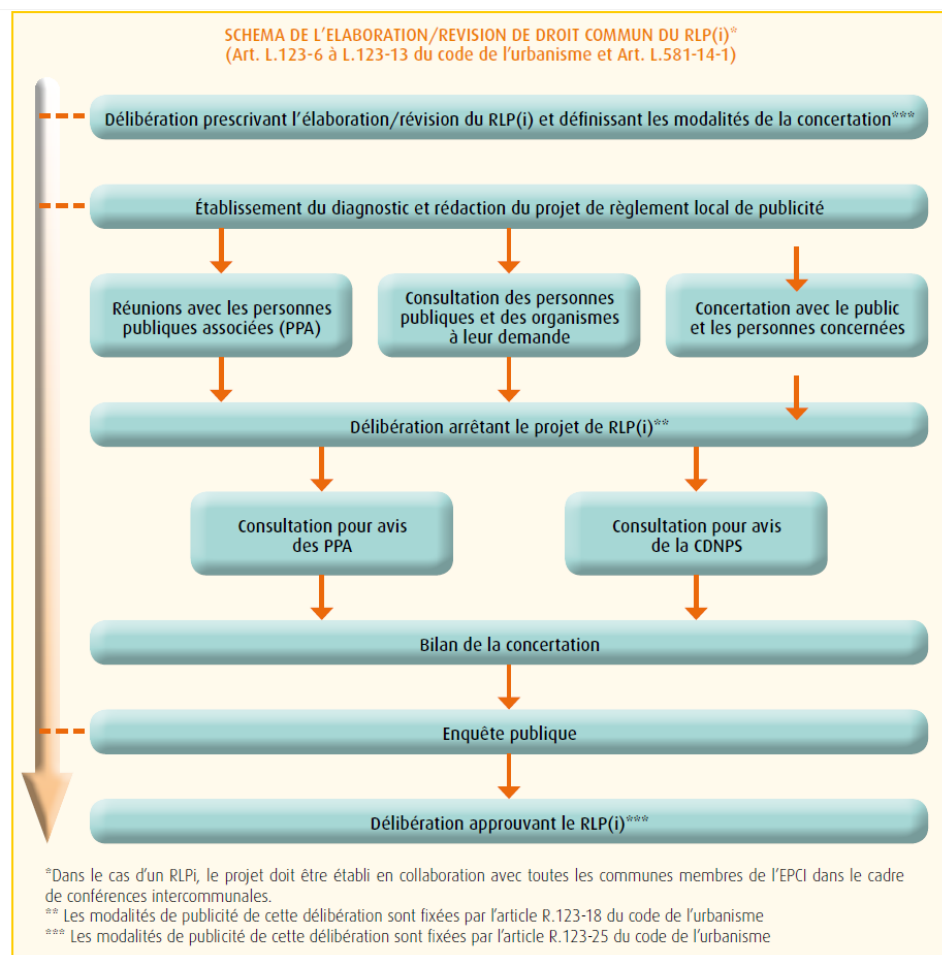 SCHEMA DE L'ELABORATION/REVISION DE DROIT COMMUN DU RLP(i)*
(Art. L.123-6 à L.123-13 du code de l'urbanisme et Art. L.581-14-1)
Délibération prescrivant l'élaboration/révision du RLP(i) et définissant les modalités de la concertation***
Établissement du diagnostic et rédaction du projet de règlement local de publicité
Réunions avec les personnes
publiques associées (PPA)
Consultation des personnes
publiques et des organismes
à leur demande
Concertation avec le public
et les personnes concernées
Délibération arrêtant le projet de RLP(i)**
Consultation pour avis
des PPA
Consultation pour avis
de la CDNPS
Bilan de la concertation
Enquête publique
Délibération approuvant le RLP(i)***
*Dans le cas d'un RLPi, le projet doit être établi en collaboration avec toutes les communes membres de l'EPCI dans le cadre
de conférences intercommunales.
** Les modalités de publicité de cette délibération sont fixées par l'article R.123-18 du code de l'urbanisme
*** Les modalités de publicité de cette délibération sont fixées par l'article R.123-25 du code de l'urbanisme